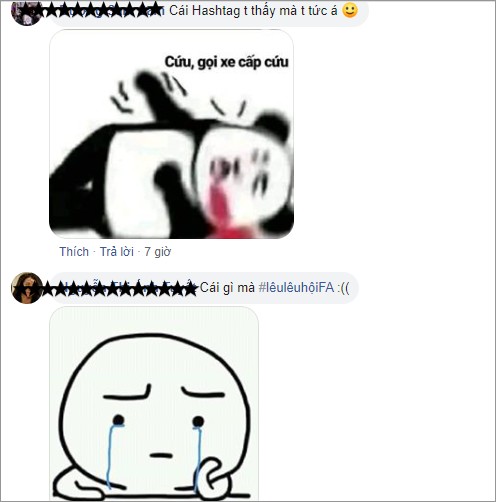 Cái Hashtag t thấy mà t tức á
Cứu, gọi xe cấp cứu
Thích · Trả lời · 7 giờ
Cái gì mà #lêulêuhộiFA :((